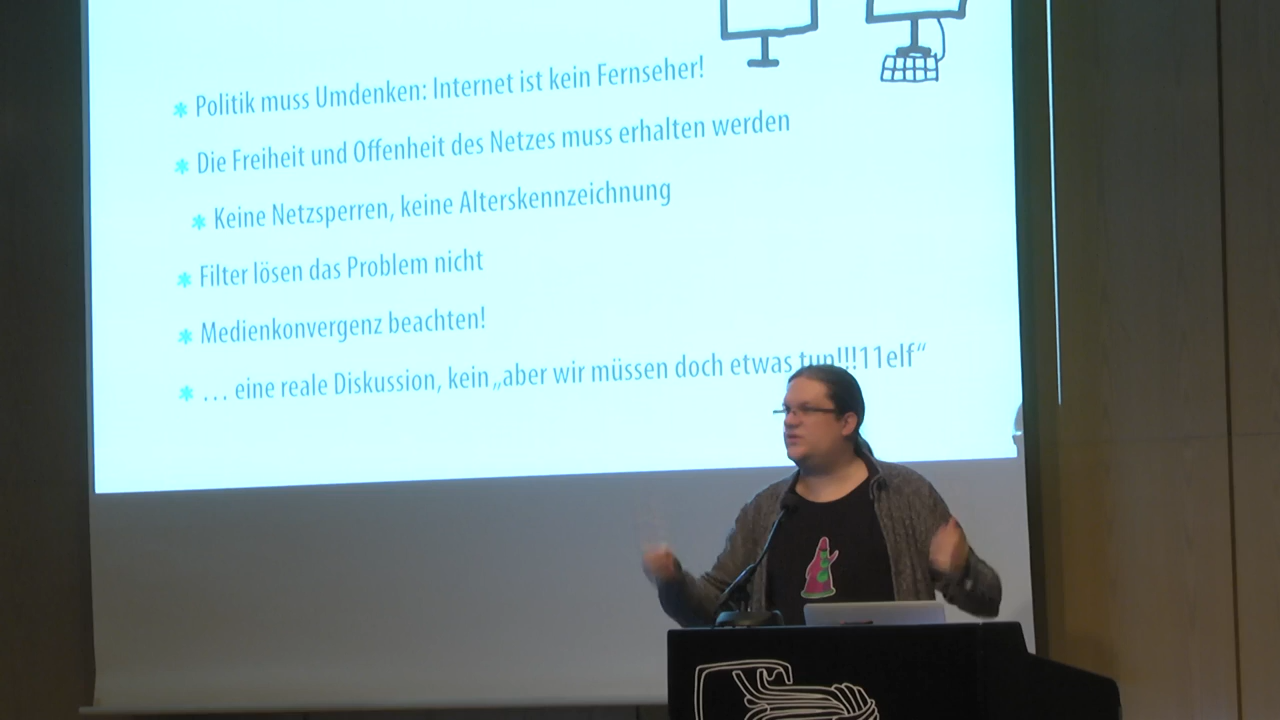 * Politik muss Umdenken: Internet ist kein Fernseher!
* Die Freiheit und Offenheit des Netzes muss erhalten werden
* Keine Netzsperren, keine Alterskennzeichnung
* Filter lösen das Problem nicht
* Medienkonvergenz beachten!
* … eine reale Diskussion, kein „aber wir müssen doch etwas tun!!!11elf“